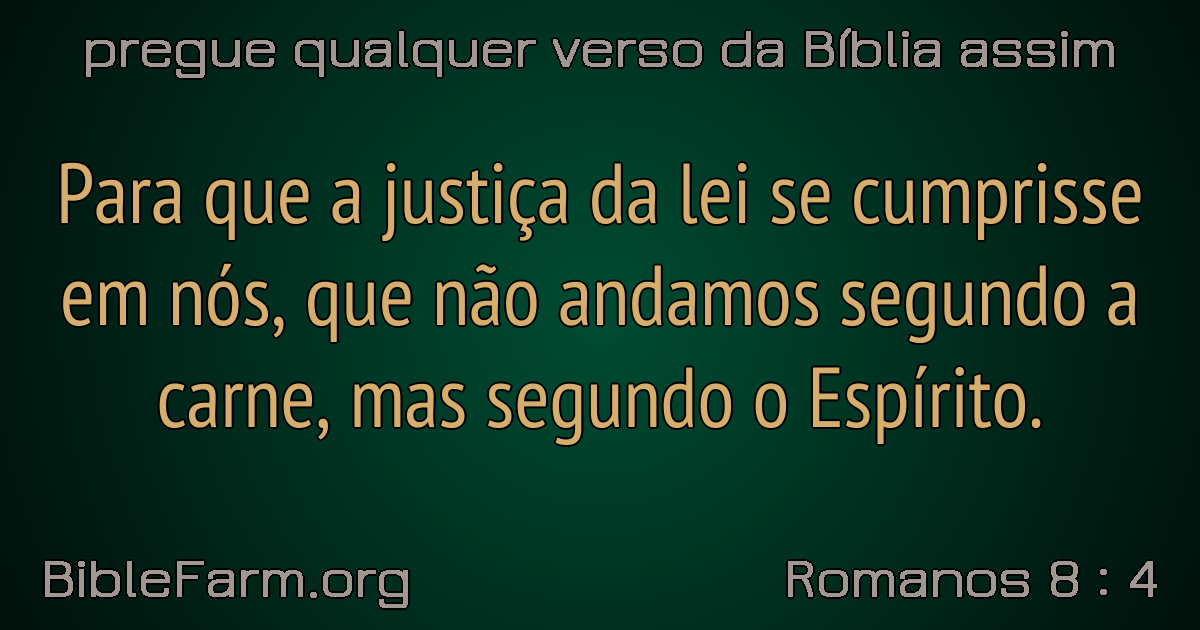 pregue qualquer verso da Bíblia assim
Para que a justiça da lei se cumprisse
em nós, que não andamos segundo a
carne, mas segundo o Espírito.
BibleFarm.org
Romanos 8 : 4